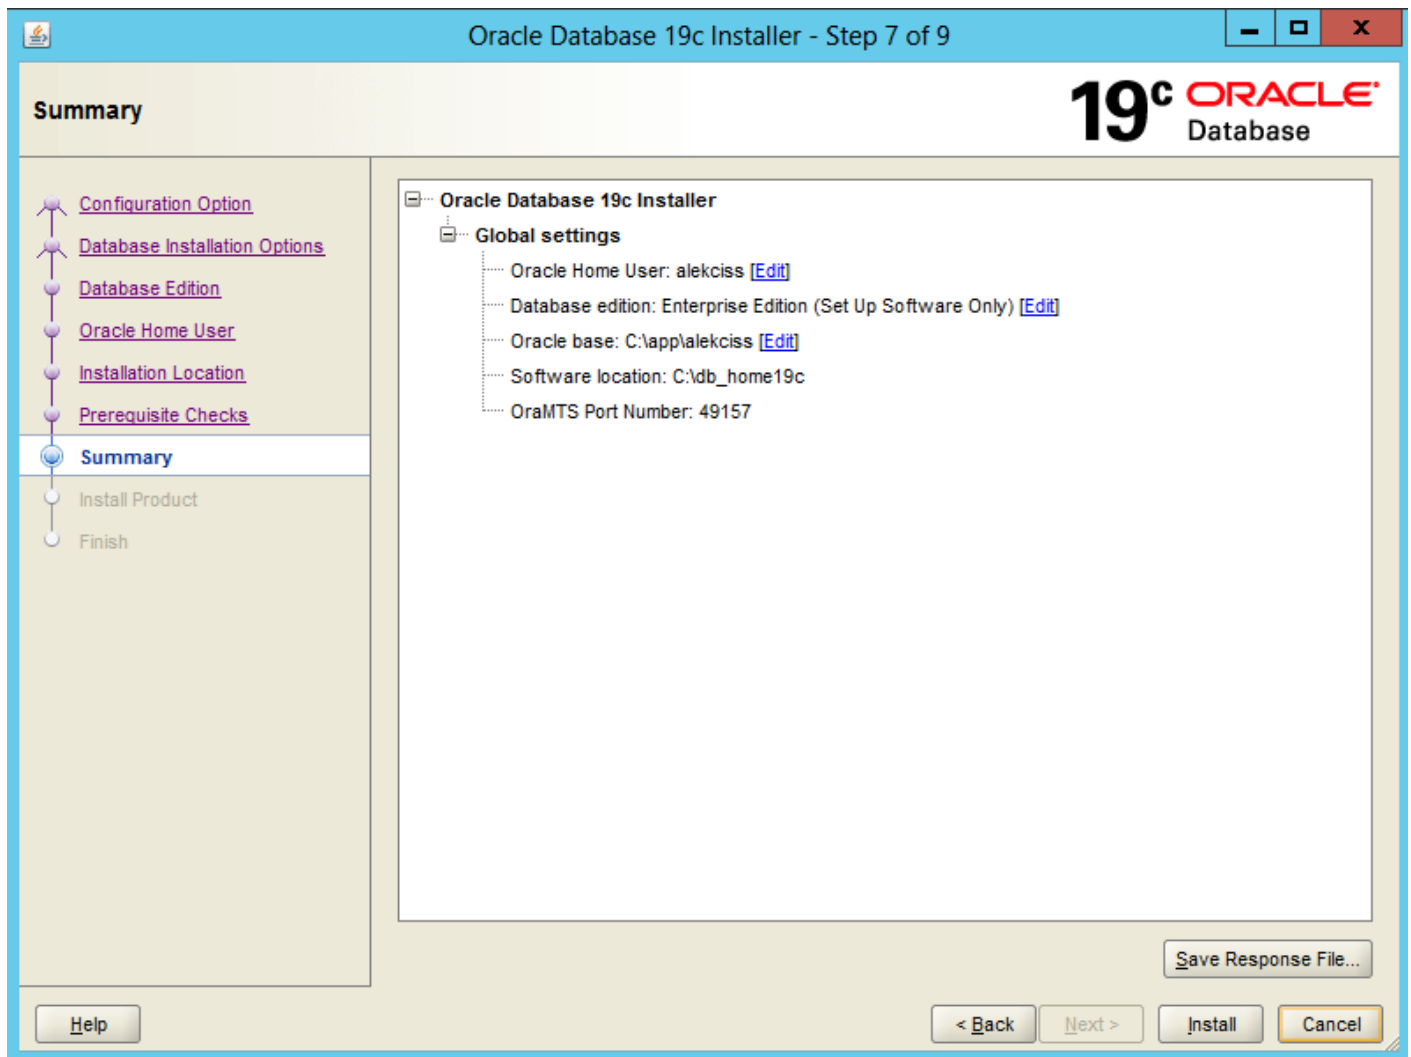 Oracle Database 19c Installer - Step 7 of 9
Summary
19c ORACLE
Database
Configuration Option
Database Installation Options
Database Edition
Oracle Home User
Installation Location
Prerequisite Checks
Summary
Install Product
Finish
Oracle Database 19c Installer
Global settings
Oracle Home User: alekciss [Edit]
Database edition: Enterprise Edition (Set Up Software Only) [Edit]
Oracle base: C:\app\alekciss [Edit]
Software location: C:\db_home19c
OraMTS Port Number: 49157
Save Response File...
Help
< Back
Next >
Install
Cancel